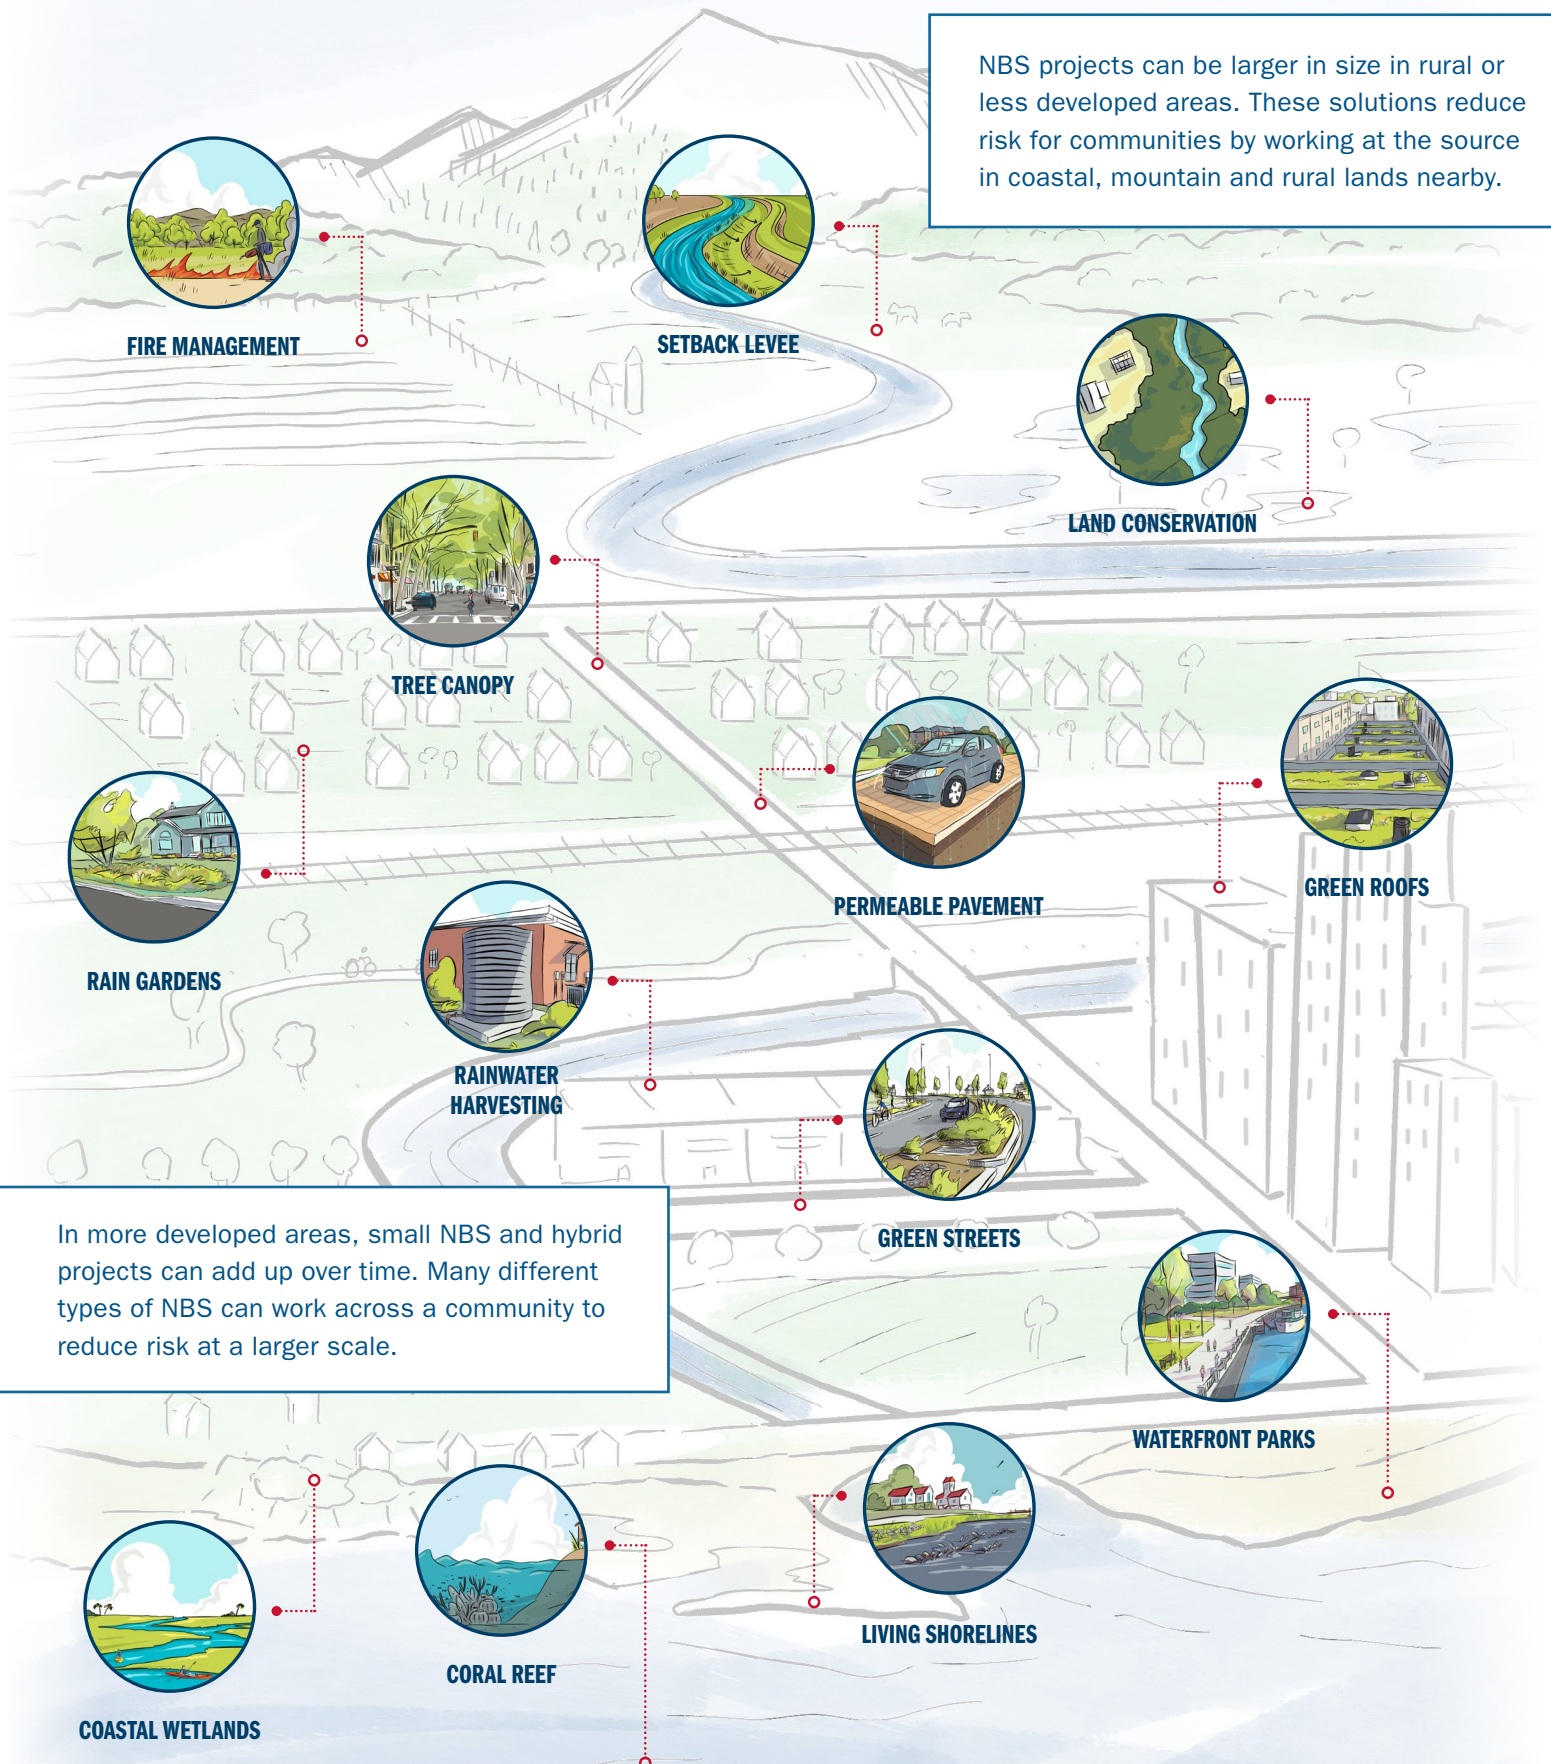 NBS projects can be larger in size in rural or
less developed areas. These solutions reduce
risk for communities by working at the source
in coastal, mountain and rural lands nearby.
FIRE MANAGEMENT
SETBACK LEVEE
LAND CONSERVATION
TREE CANOPY
PERMEABLE PAVEMENT
GREEN ROOFS
RAIN GARDENS
RAINWATER
HARVESTING
GREEN STREETS
In more developed areas, small NBS and hybrid
projects can add up over time. Many different
types of NBS can work across a community to
reduce risk at a larger scale.
WATERFRONT PARKS
LIVING SHORELINES
CORAL REEF
COASTAL WETLANDS